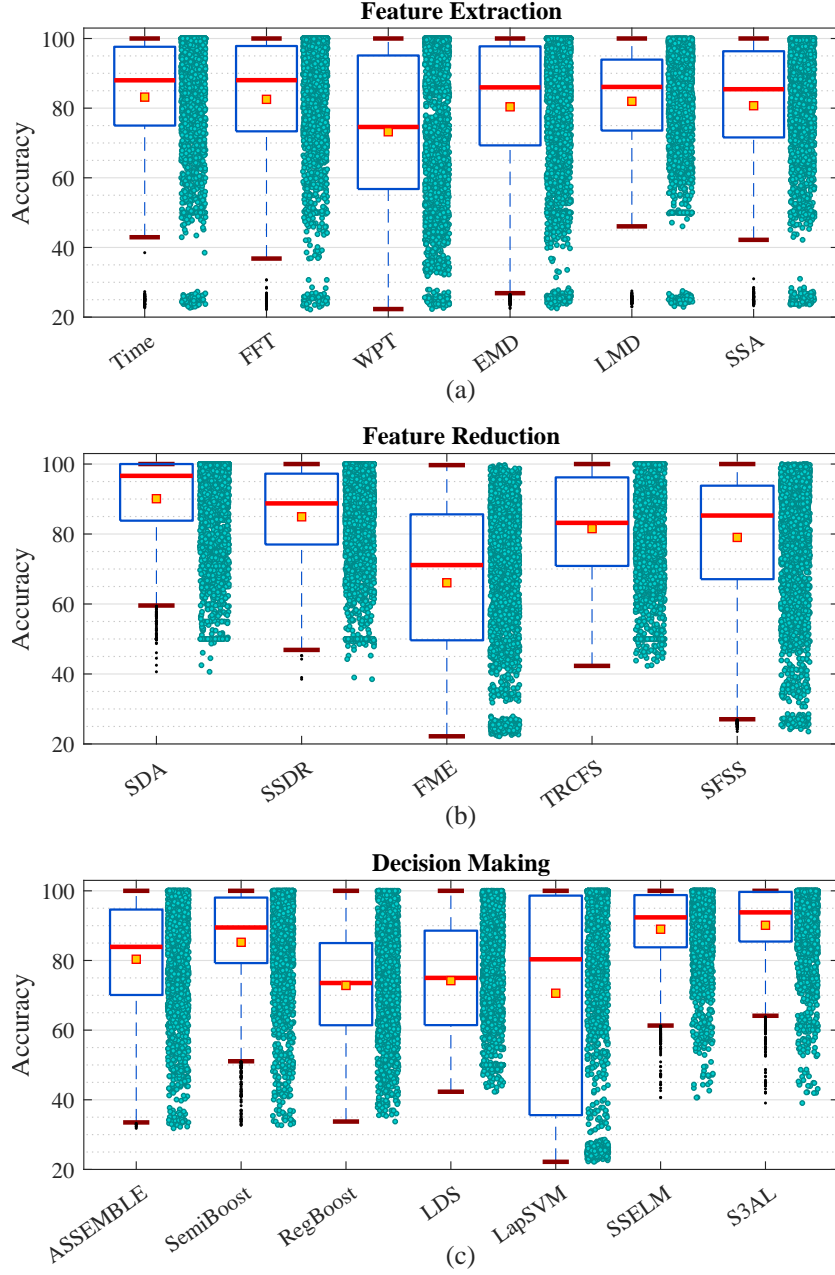 Feature Extraction
100
80
60
40
20
Accuracy
Time
FFT
WPT
EMD
LMD
SSA
(a)
Feature Reduction
100
80
60
40
20
Accuracy
SDA
SSDR
FME
TRCFS
SFSS
(b)
Decision Making
100
80
60
40
20
Accuracy
ASSEMBLE
SemiBoost
RegBoost
LDS
LapSVM
SSELM
S3AL
(c)